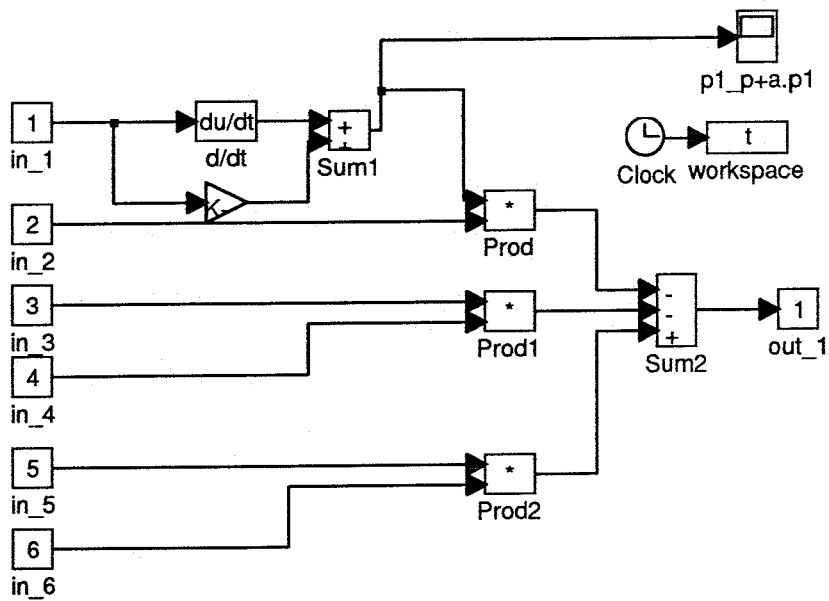 p1_p+a.p1
1
in_1
du/dt
d/dt
+
Sum1
Clock
t
workspace
K-
2
in_2
*
Prod
3
in_3
*
Prod1
4
in_4
-
-
+
Sum2
1
out_1
5
in_5
*
Prod2
6
in_6